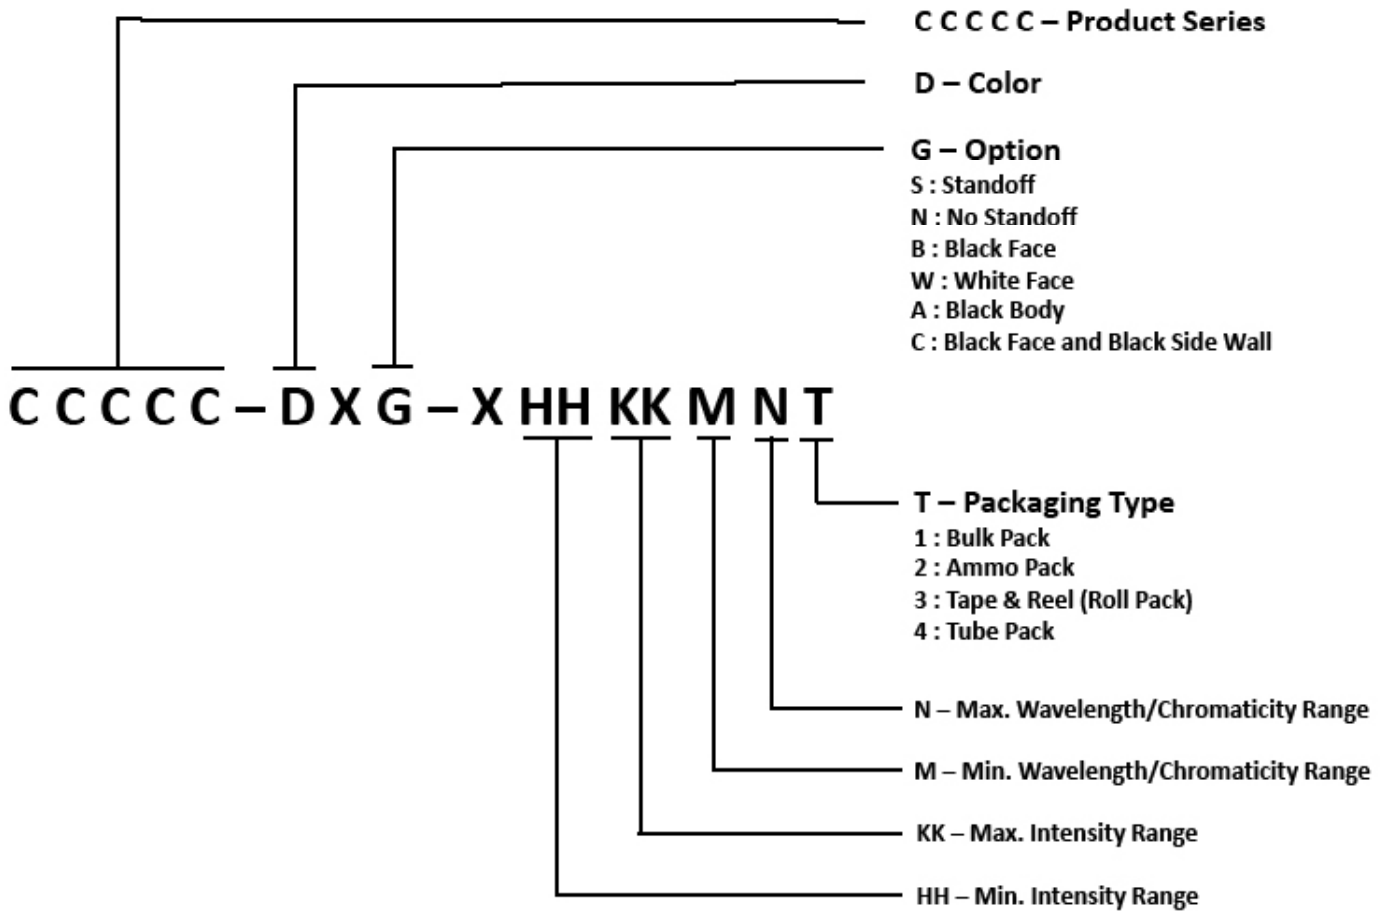 C C C C C – Product Series
D – Color
G – Option
S : Standoff
N : No Standoff
B : Black Face
W : White Face
A : Black Body
C : Black Face and Black Side Wall
C C C C C – D X G – X HH KK M N T
T – Packaging Type
1 : Bulk Pack
2 : Ammo Pack
3 : Tape & Reel (Roll Pack)
4 : Tube Pack
N – Max. Wavelength/Chromaticity Range
M – Min. Wavelength/Chromaticity Range
KK – Max. Intensity Range
HH – Min. Intensity Range